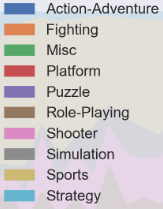 Action-Adventure
Fighting
Misc
Platform
Puzzle
Role-Playing
Shooter
Simulation
Sports
Strategy